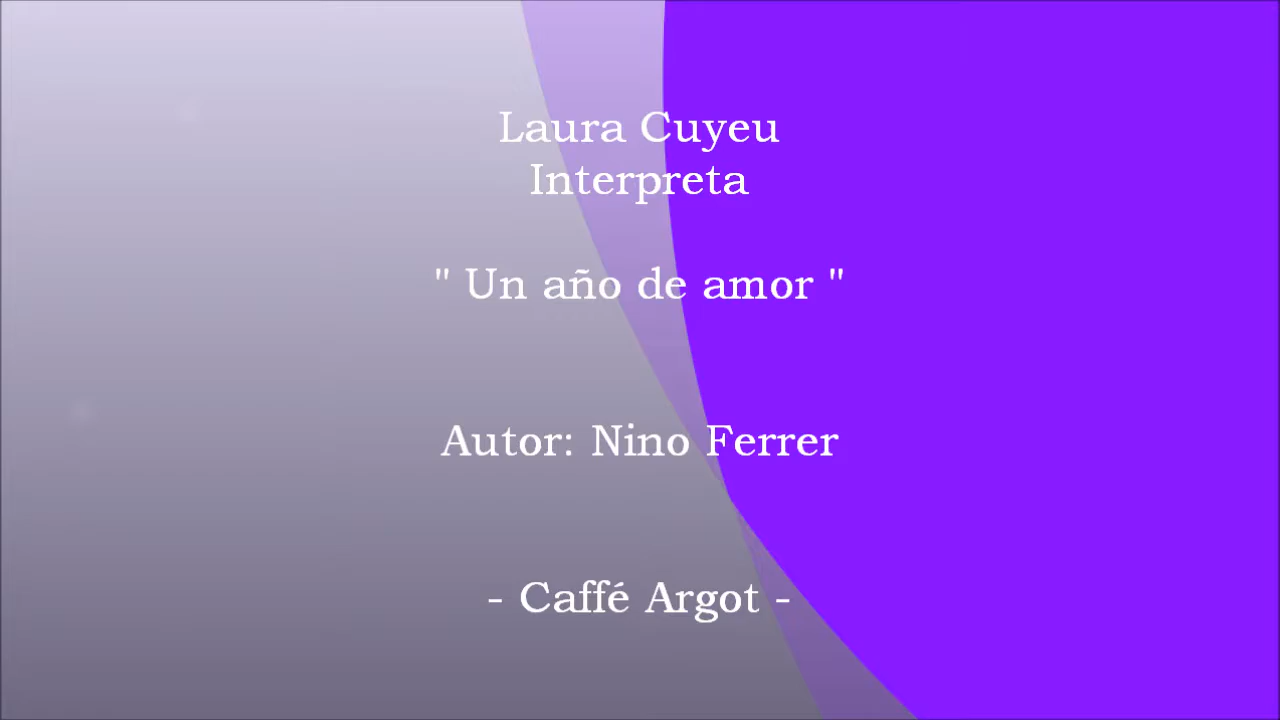 Laura Cuyeu
Interpreta
" Un año de amor "
Autor: Nino Ferrer
- Caffé Argot -